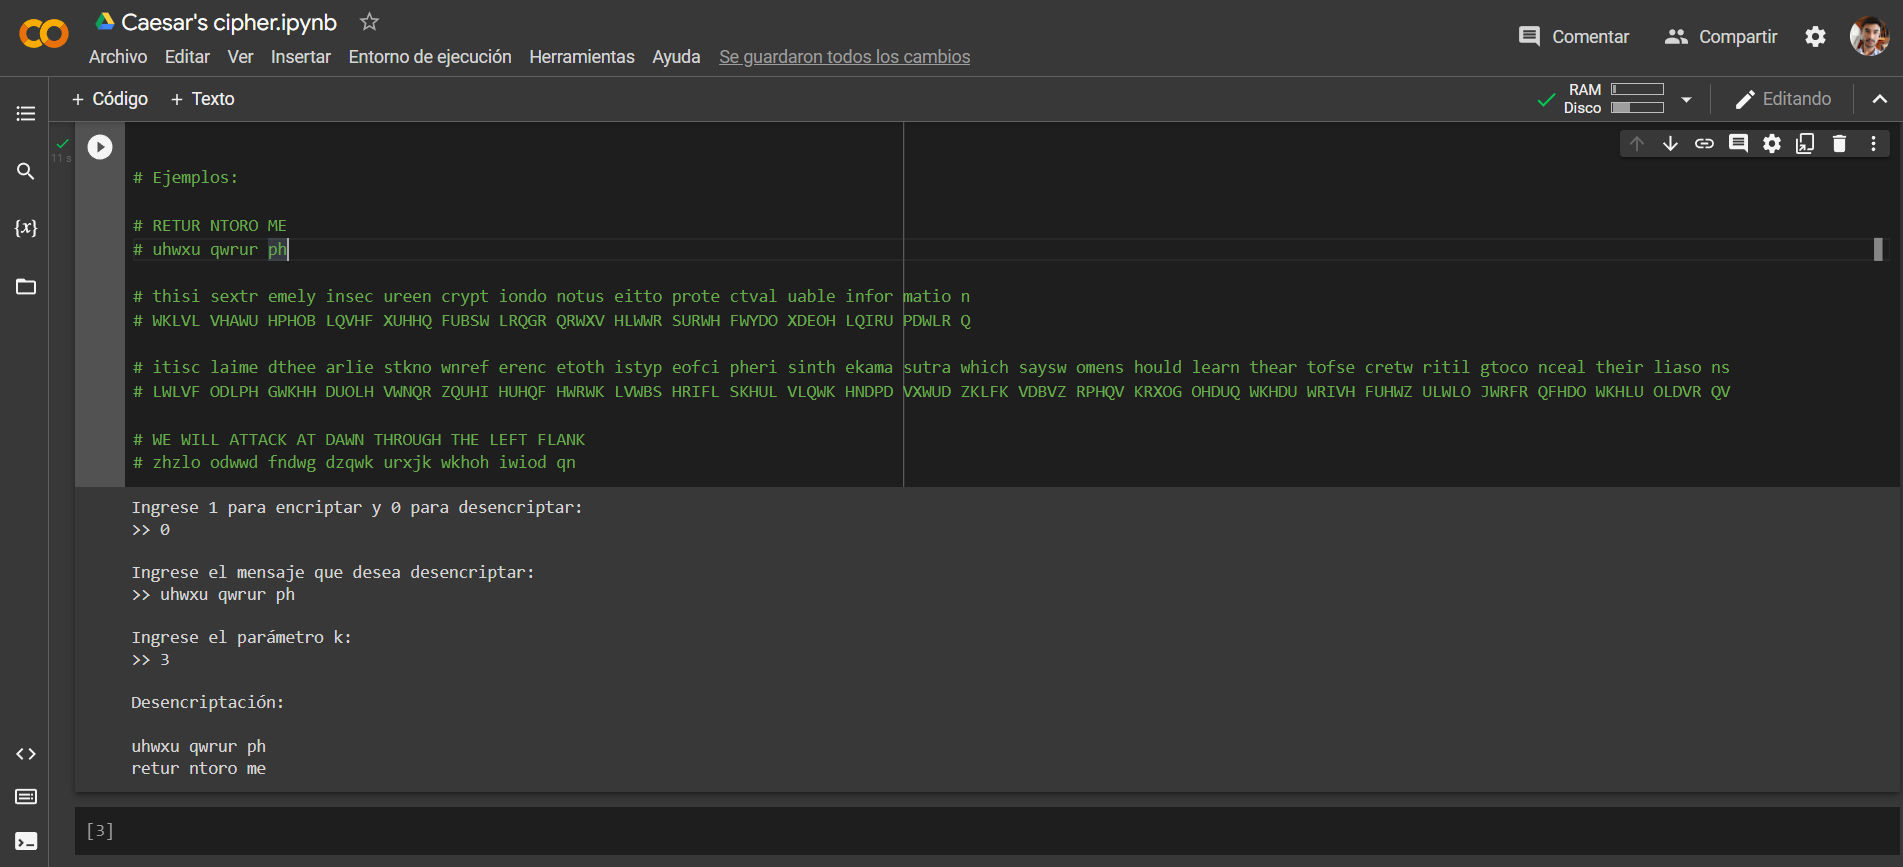 Caesar's cipher.ipynb
Archivo Editar Ver Insertar Entorno de ejecución Herramientas Ayuda Se guardaron todos los cambios
Comentar Compartir
+ Código + Texto
RAM
Disco
Editando
11 s
# Ejemplos:
# RETUR NTORO ME
# uhwxu qwrur ph
# thisi sextr emely insec ureen crypt iondo notus eitto prote ctval uable infor matio n
# WKLVL VHAWU HPHOB LQVHF XUHHQ FUBSW LRQGR QRWXV HLWWR SURWH FWYDO XDEOH LQIRU PDWLR Q
# itisc laime dthee arlie stkno wnref erenc etoth istyp eofci pheri sinth ekama sutra which saysw omens hould learn thear tofse cretw ritil gtoco nceal their liaso ns
# LWLVF ODLPH GWKHH DUOLH VWNQR ZQUHI HUHQF HWRWK LVWBS HRIFL SKHUL VLQWK HNDPD VXWUD ZKLFK VDBVZ RPHQV KRXOG OHDUQ WKHDU WRIVH FUHWZ ULWLO JWRFR QFHDO WKHLU OLDVR QV
# WE WILL ATTACK AT DAWN THROUGH THE LEFT FLANK
# zhzlo odwwd fndwg dzqwk urxjk wkhoh iwiod qn
Ingrese 1 para encriptar y 0 para desencriptar:
>> 0
Ingrese el mensaje que desea desencriptar:
>> uhwxu qwrur ph
Ingrese el parámetro k:
>> 3
Desencriptación:
uhwxu qwrur ph
retur ntoro me
[3]